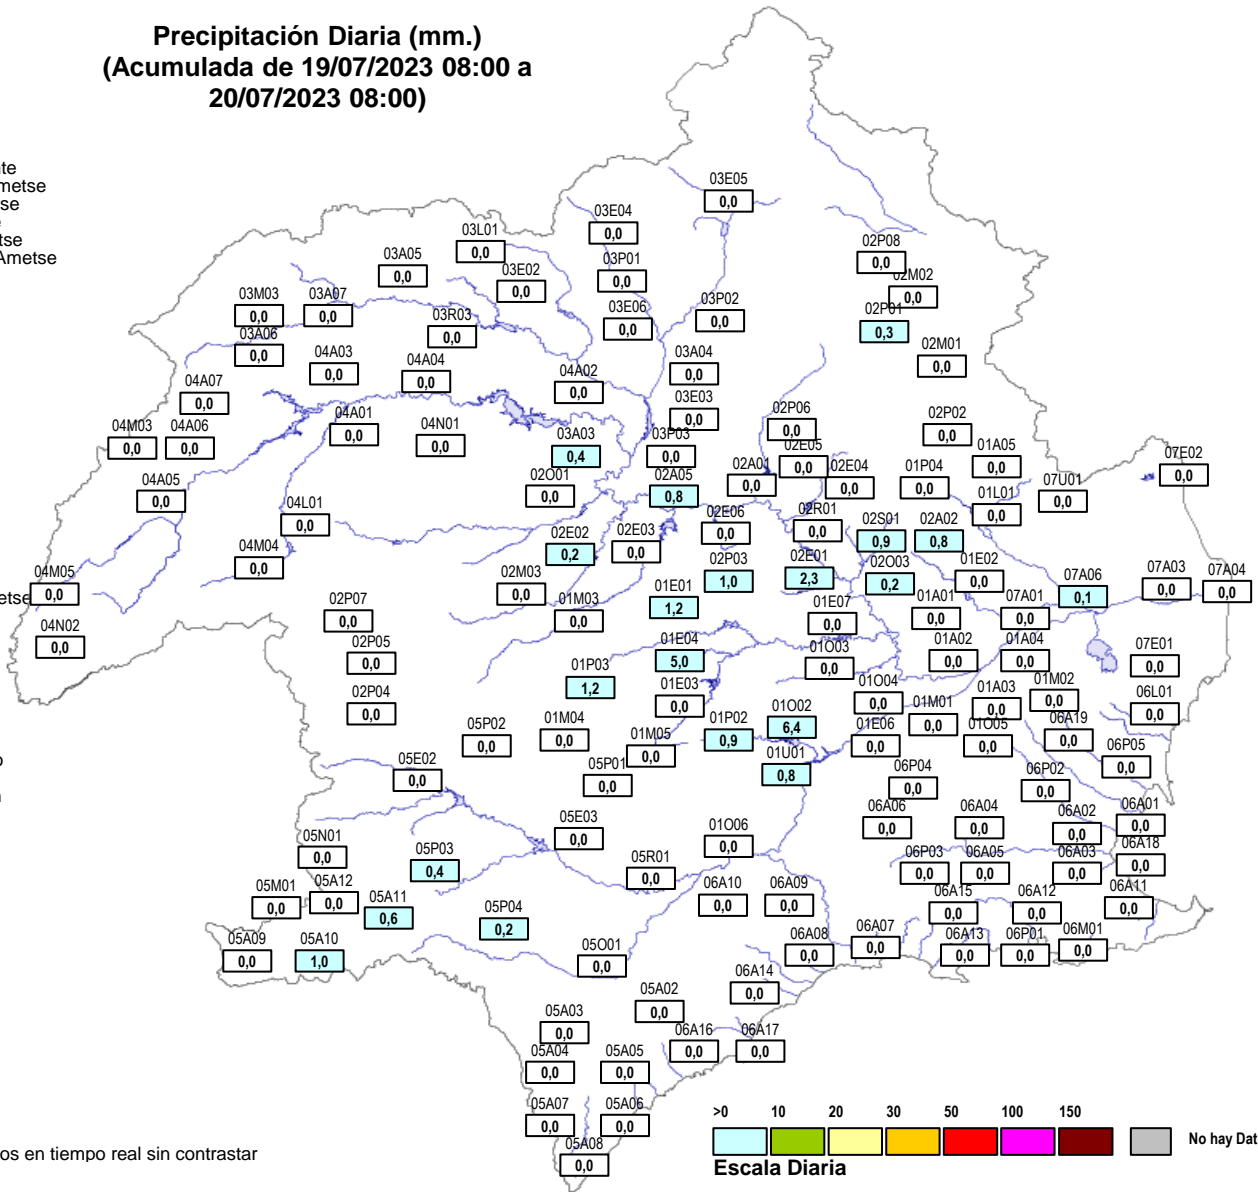 Precipitación Diaria (mm.)
(Acumulada de 19/07/2023 08:00 a
20/07/2023 08:00)
03E05
0,0
03E04
0,0
03L01
0,0
03A05
0,0
03P01
0,0
03E02
0,0
02P08
0,0
02M02
0,0
03M03
0,0
03A07
0,0
03R03
0,0
03E06
0,0
03P02
0,0
02P01
0,3
03A06
0,0
04A03
0,0
04A04
0,0
04A02
0,0
03A04
0,0
02M01
0,0
04A07
0,0
03E03
0,0
04M03
0,0
04A06
0,0
04A01
0,0
04N01
0,0
03A03
0,4
03P03
0,0
02P06
0,0
02P02
0,0
02E05
0,0
01A05
0,0
07E02
0,0
04A05
0,0
02O01
0,0
02A05
0,8
02A01
0,0
02E04
0,0
01P04
0,0
07U01
0,0
04L01
0,0
01L01
0,0
02E06
0,0
02R01
0,0
02S01
0,9
02A02
0,8
04M04
0,0
02E02
0,2
02E03
0,0
04M05
0,0
02M03
0,0
02P03
1,0
02E01
2,3
02O03
0,2
01E02
0,0
07A06
0,1
07A03
0,0
07A04
0,0
02P07
0,0
01M03
0,0
01E01
1,2
01E07
0,0
01A01
0,0
07A01
0,0
04N02
0,0
02P05
0,0
01E04
5,0
01O03
0,0
01A02
0,0
01A04
0,0
07E01
0,0
02P04
0,0
01P03
1,2
01E03
0,0
01O04
0,0
01A03
0,0
01M02
0,0
06L01
0,0
05P02
0,0
01M04
0,0
01M05
0,0
01P02
0,9
01O02
6,4
01E06
0,0
01M01
0,0
01O05
0,0
06A19
0,0
06P05
0,0
05E02
0,0
05P01
0,0
01U01
0,8
06P04
0,0
06P02
0,0
05N01
0,0
05E03
0,0
01O06
0,0
06A06
0,0
06A04
0,0
06A02
0,0
06A01
0,0
05P03
0,4
05R01
0,0
06P03
0,0
06A05
0,0
06A03
0,0
06A18
0,0
05M01
0,0
05A12
0,0
05A11
0,6
05P04
0,2
06A10
0,0
06A09
0,0
06A15
0,0
06A12
0,0
06A11
0,0
05A09
0,0
05A10
1,0
05O01
0,0
06A08
0,0
06A07
0,0
06A13
0,0
06P01
0,0
06M01
0,0
06A14
0,0
05A02
0,0
05A03
0,0
06A16
0,0
06A17
0,0
05A04
0,0
05A05
0,0
05A07
0,0
05A06
0,0
05A08
0,0
>0 10 20 30 50 100 150
No hay Dat
Escala Diaria
os en tiempo real sin contrastar